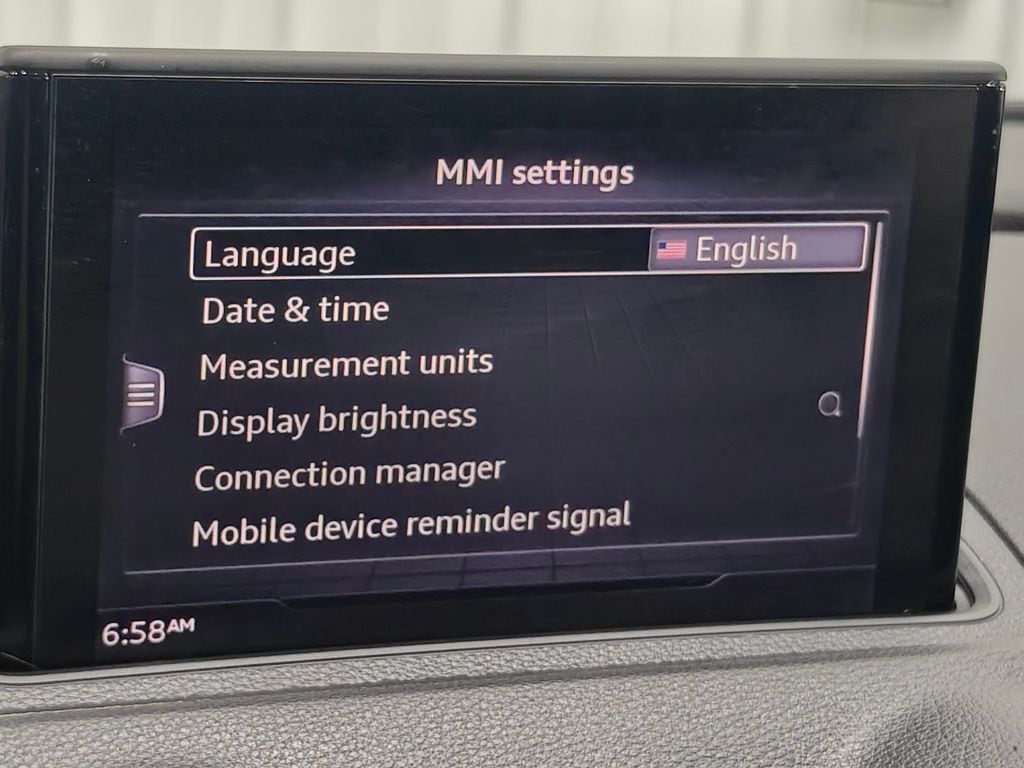 MMI settings
Language English
Date & time
Measurement units
Display brightness
Connection manager
Mobile device reminder signal
6:58AM